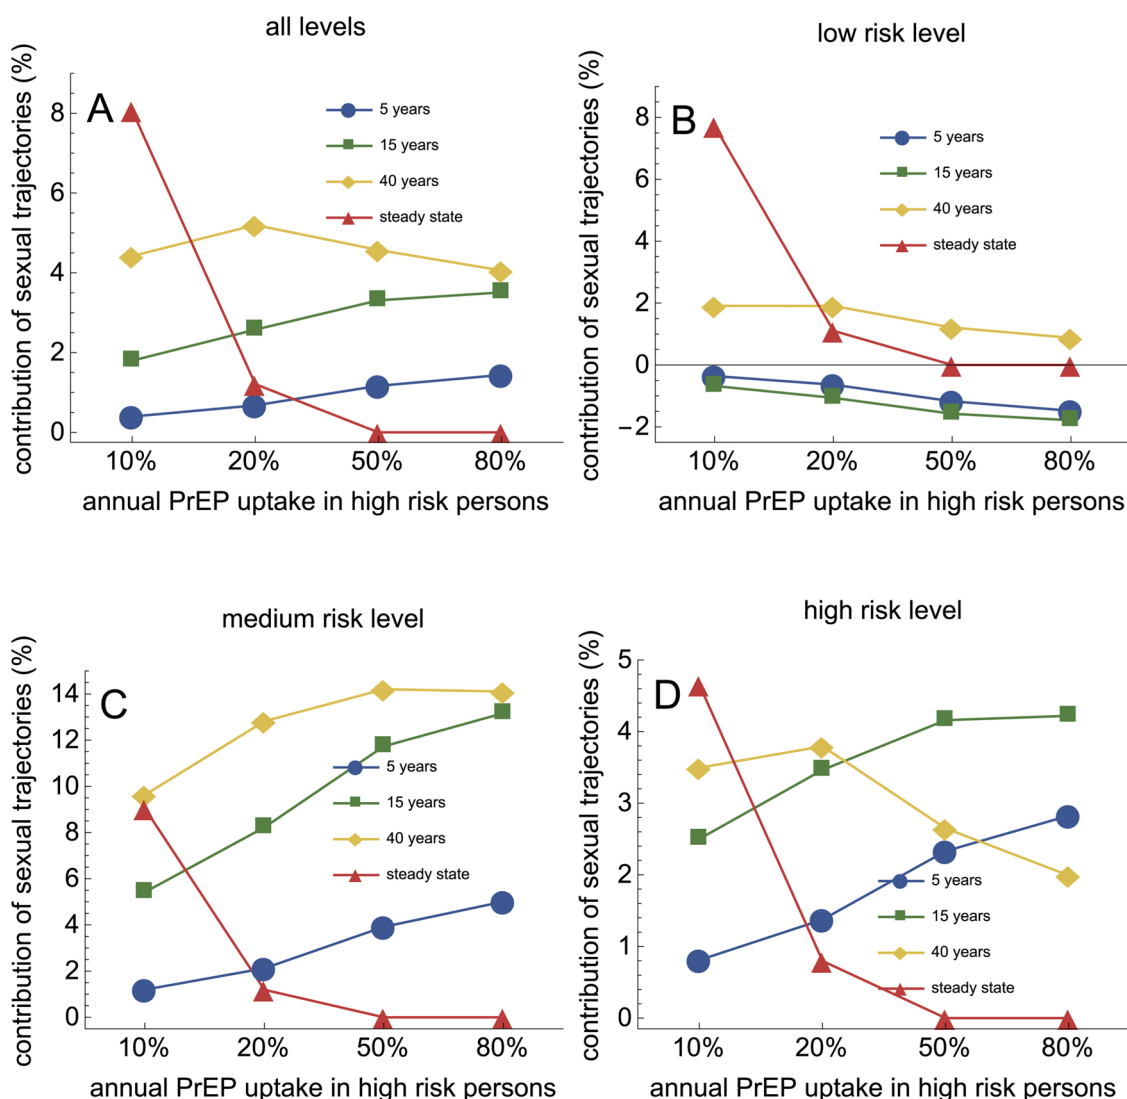 all levels
A
contribution of sexual trajectories (%)
8
6
4
2
0
5 years
15 years
40 years
steady state
10% 20% 50% 80%
annual PrEP uptake in high risk persons
low risk level
B
contribution of sexual trajectories (%)
8
6
4
2
0
−2
5 years
15 years
40 years
steady state
10% 20% 50% 80%
annual PrEP uptake in high risk persons
medium risk level
C
contribution of sexual trajectories (%)
14
12
10
8
6
4
2
0
5 years
15 years
40 years
steady state
10% 20% 50% 80%
annual PrEP uptake in high risk persons
high risk level
D
contribution of sexual trajectories (%)
5
4
3
2
1
0
5 years
15 years
40 years
steady state
10% 20% 50% 80%
annual PrEP uptake in high risk persons